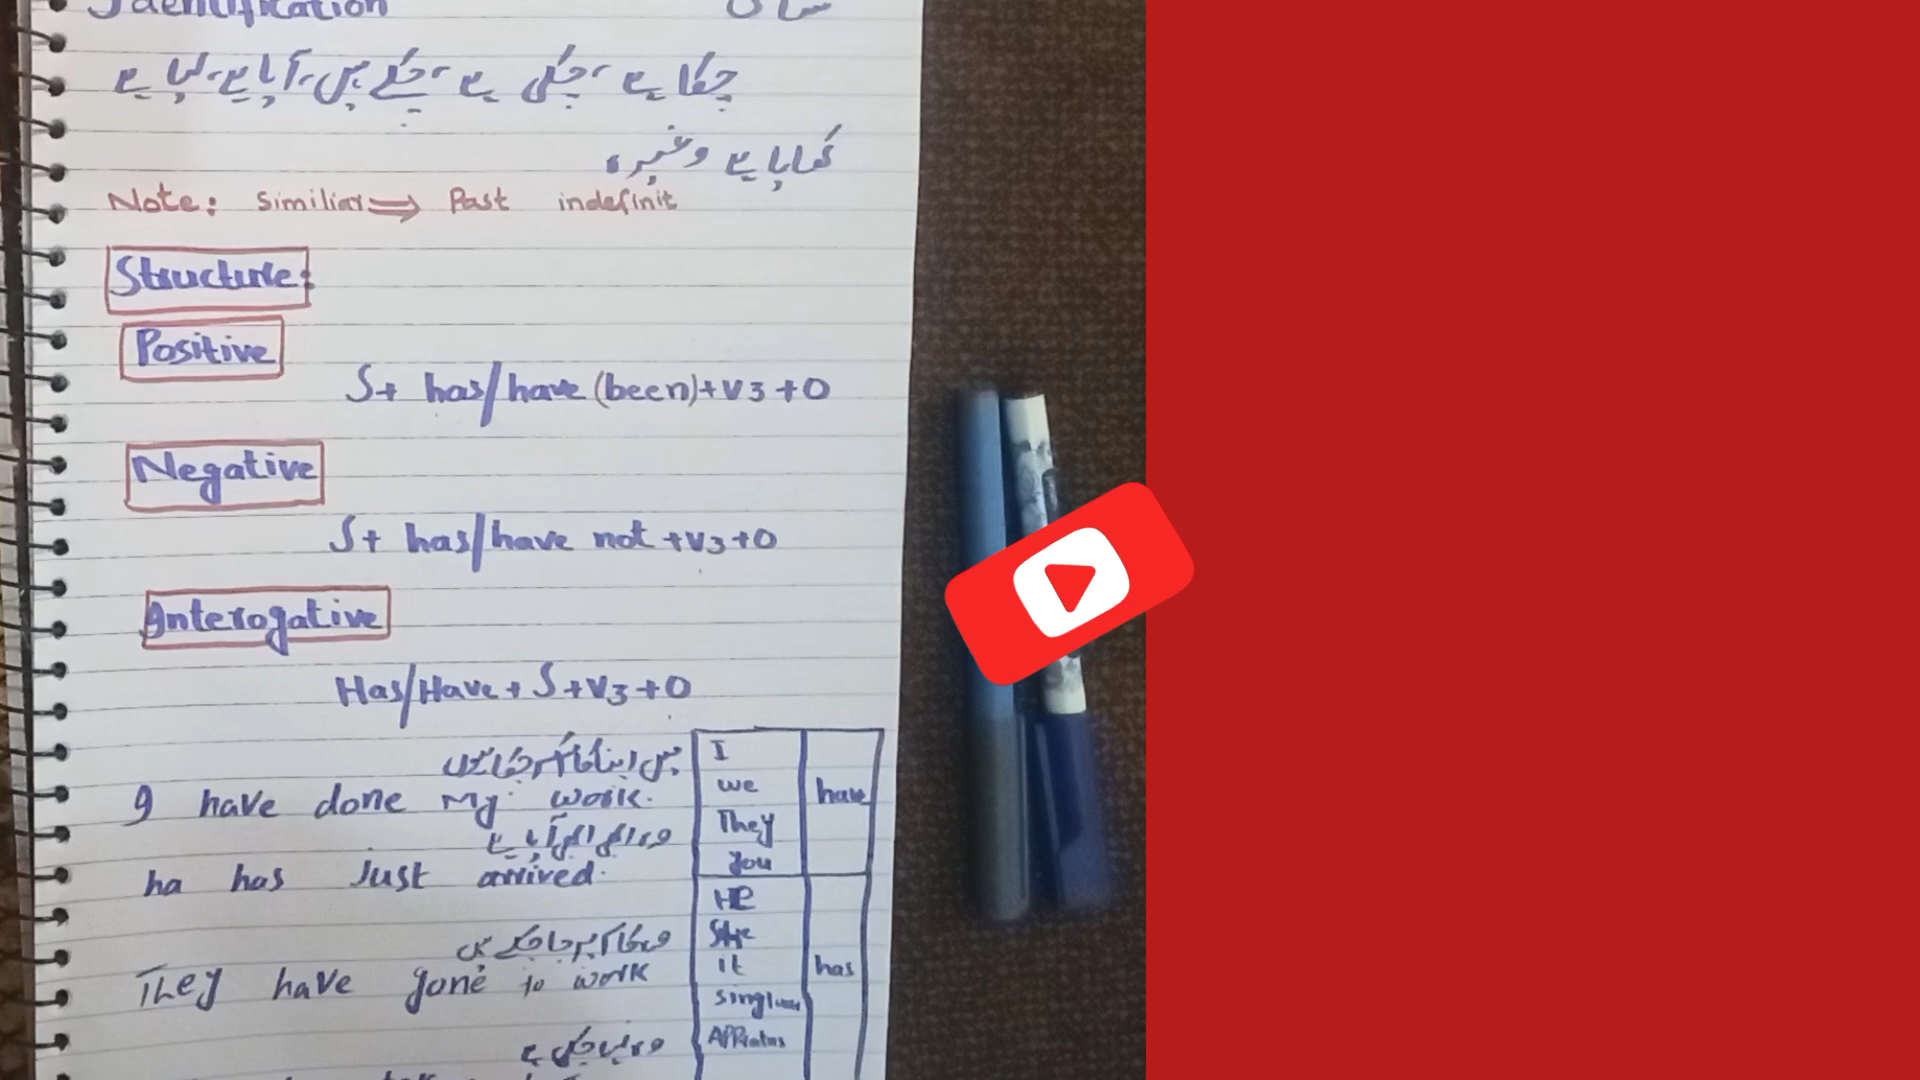 Identification
چکا ہے ، چکی ہے ، چکے ہیں، آیا ہے، لیا ہے
کھایا ہے وغیرہ
Note: Similiar ⇒ Past indefinit
Structure:
Positive
S+ has/have (been)+V3+O
Negative
S+ has/have not +V3+O
Interogative
Has/Have + S+V3+O
میں اپنا کام کر چکا ہوں
I have done My work.
وہ ابھی ابھی آیا ہے
ha has Just arrived.
وہ کام پر جا چکے ہیں
They have gone to work
I
we
They
you
have
HE
She
it
has